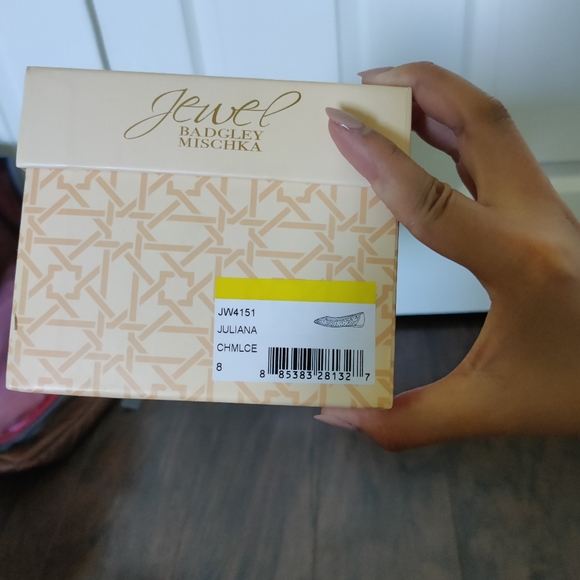 Jewel
BADGLEY
MISCHKA
JW4151
JULIANA
CHMLCE
8
8 85383 28132 7